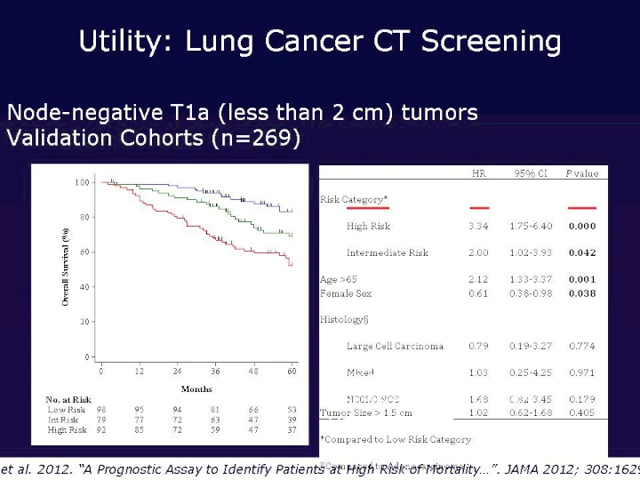 Utility: Lung Cancer CT Screening
Node-negative T1a (less than 2 cm) tumors
Validation Cohorts (n=269)
Overall Survival (%)
100
80
60
40
20
0
0 12 24 36 48 60
Months
No. at Risk
Low Risk 98 95 94 81 66 53
Int Risk 79 77 72 63 47 39
High Risk 92 85 72 59 47 37
HR 95% CI P value
Risk Category*
High Risk 3.34 1.75-6.40 0.000
Intermediate Risk 2.00 1.02-3.93 0.042
Age >65 2.12 1.33-3.37 0.001
Female Sex 0.61 0.38-0.98 0.038
Histology§
Large Cell Carcinoma 0.79 0.19-3.27 0.774
Mixed 1.03 0.25-4.25 0.971
1.68 0.82-3.45 0.179
Tumor Size > 1.5 cm 1.02 0.62-1.68 0.405
*Compared to Low Risk Category
et al. 2012. "A Prognostic Assay to Identify Patients at High Risk of Mortality…". JAMA 2012; 308:1629